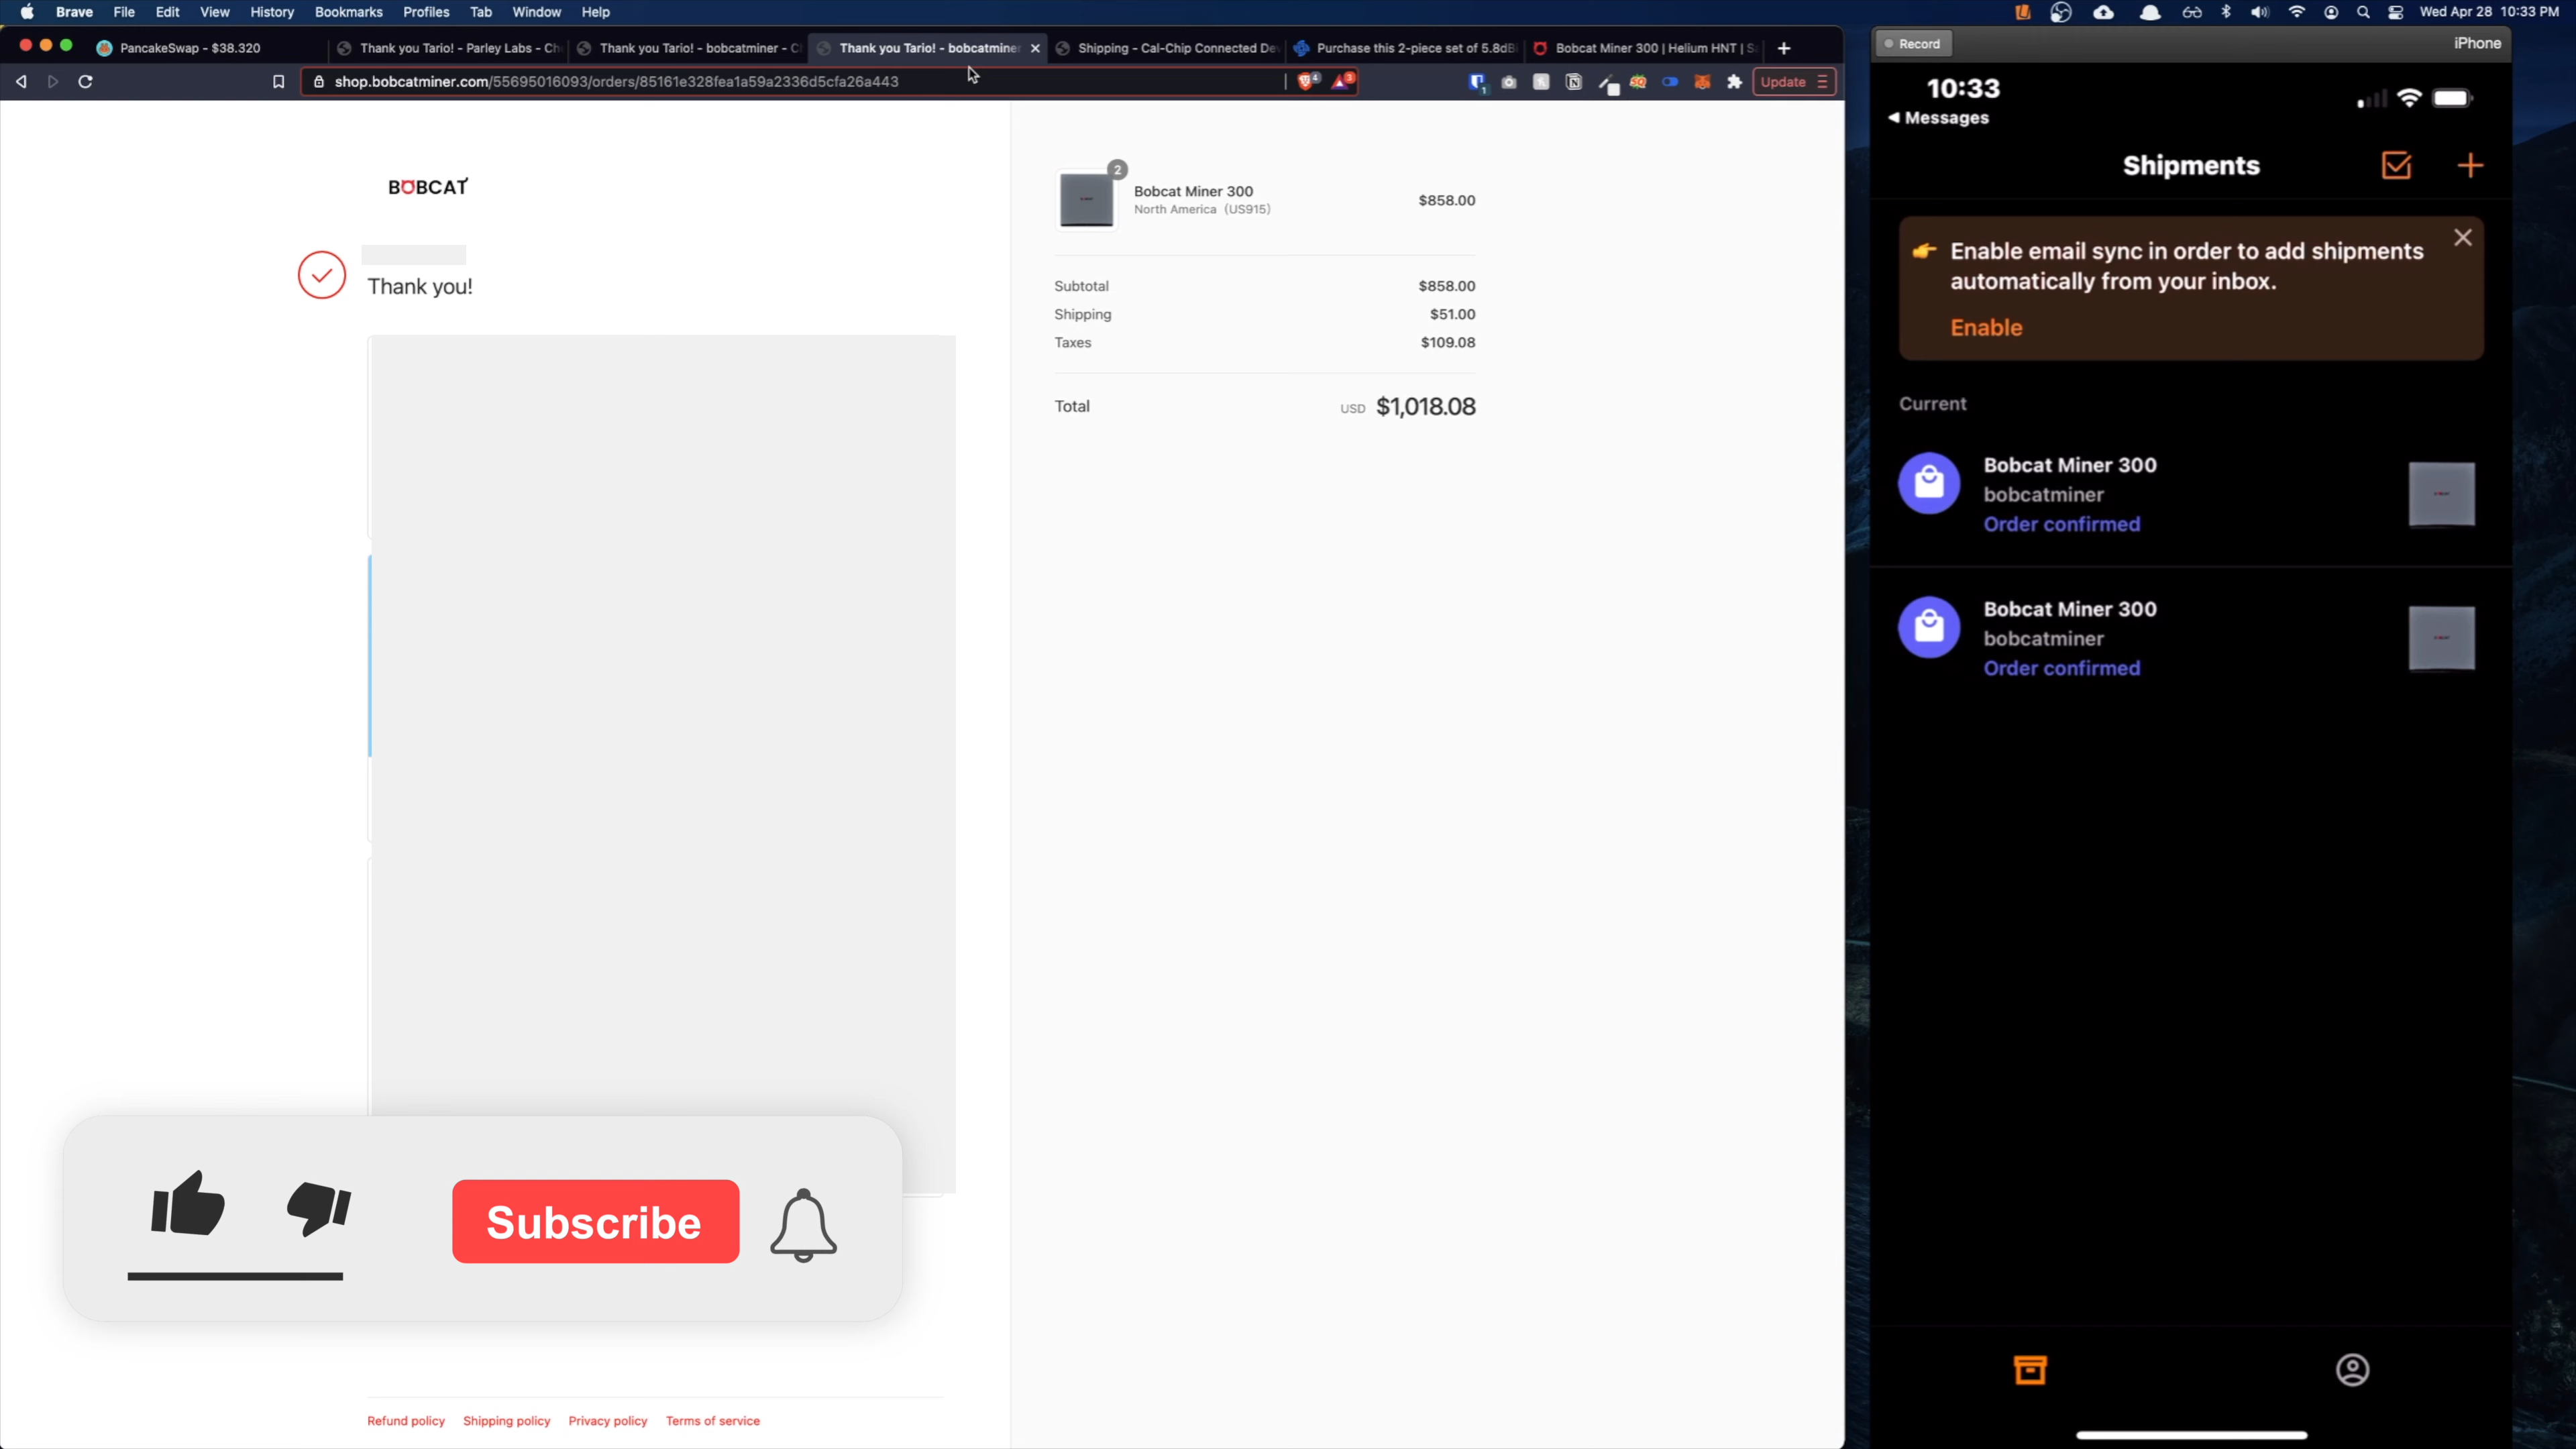 Brave File Edit View History Bookmarks Profiles Tab Window Help
Wed Apr 28 10:33 PM
PancakeSwap - $38.320
Thank you Tario! - Parley Labs - Ch
Thank you Tario! - bobcatminer - C
Thank you Tario! - bobcatminer
Shipping - Cal-Chip Connected De
Purchase this 2-piece set of 5.8dBi
Bobcat Miner 300 | Helium HNT | S
shop.bobcatminer.com/55695016093/orders/85161e328fea1a59a2336d5cfa26a443
4
3
1
Update
BOBCAT
Thank you!
2
Bobcat Miner 300
North America (US915)
$858.00
Subtotal $858.00
Shipping $51.00
Taxes $109.08
Total USD $1,018.08
Subscribe
Refund policy Shipping policy Privacy policy Terms of service
Record
iPhone
10:33
Messages
Shipments
Enable email sync in order to add shipments
automatically from your inbox.
Enable
Current
Bobcat Miner 300
bobcatminer
Order confirmed
Bobcat Miner 300
bobcatminer
Order confirmed